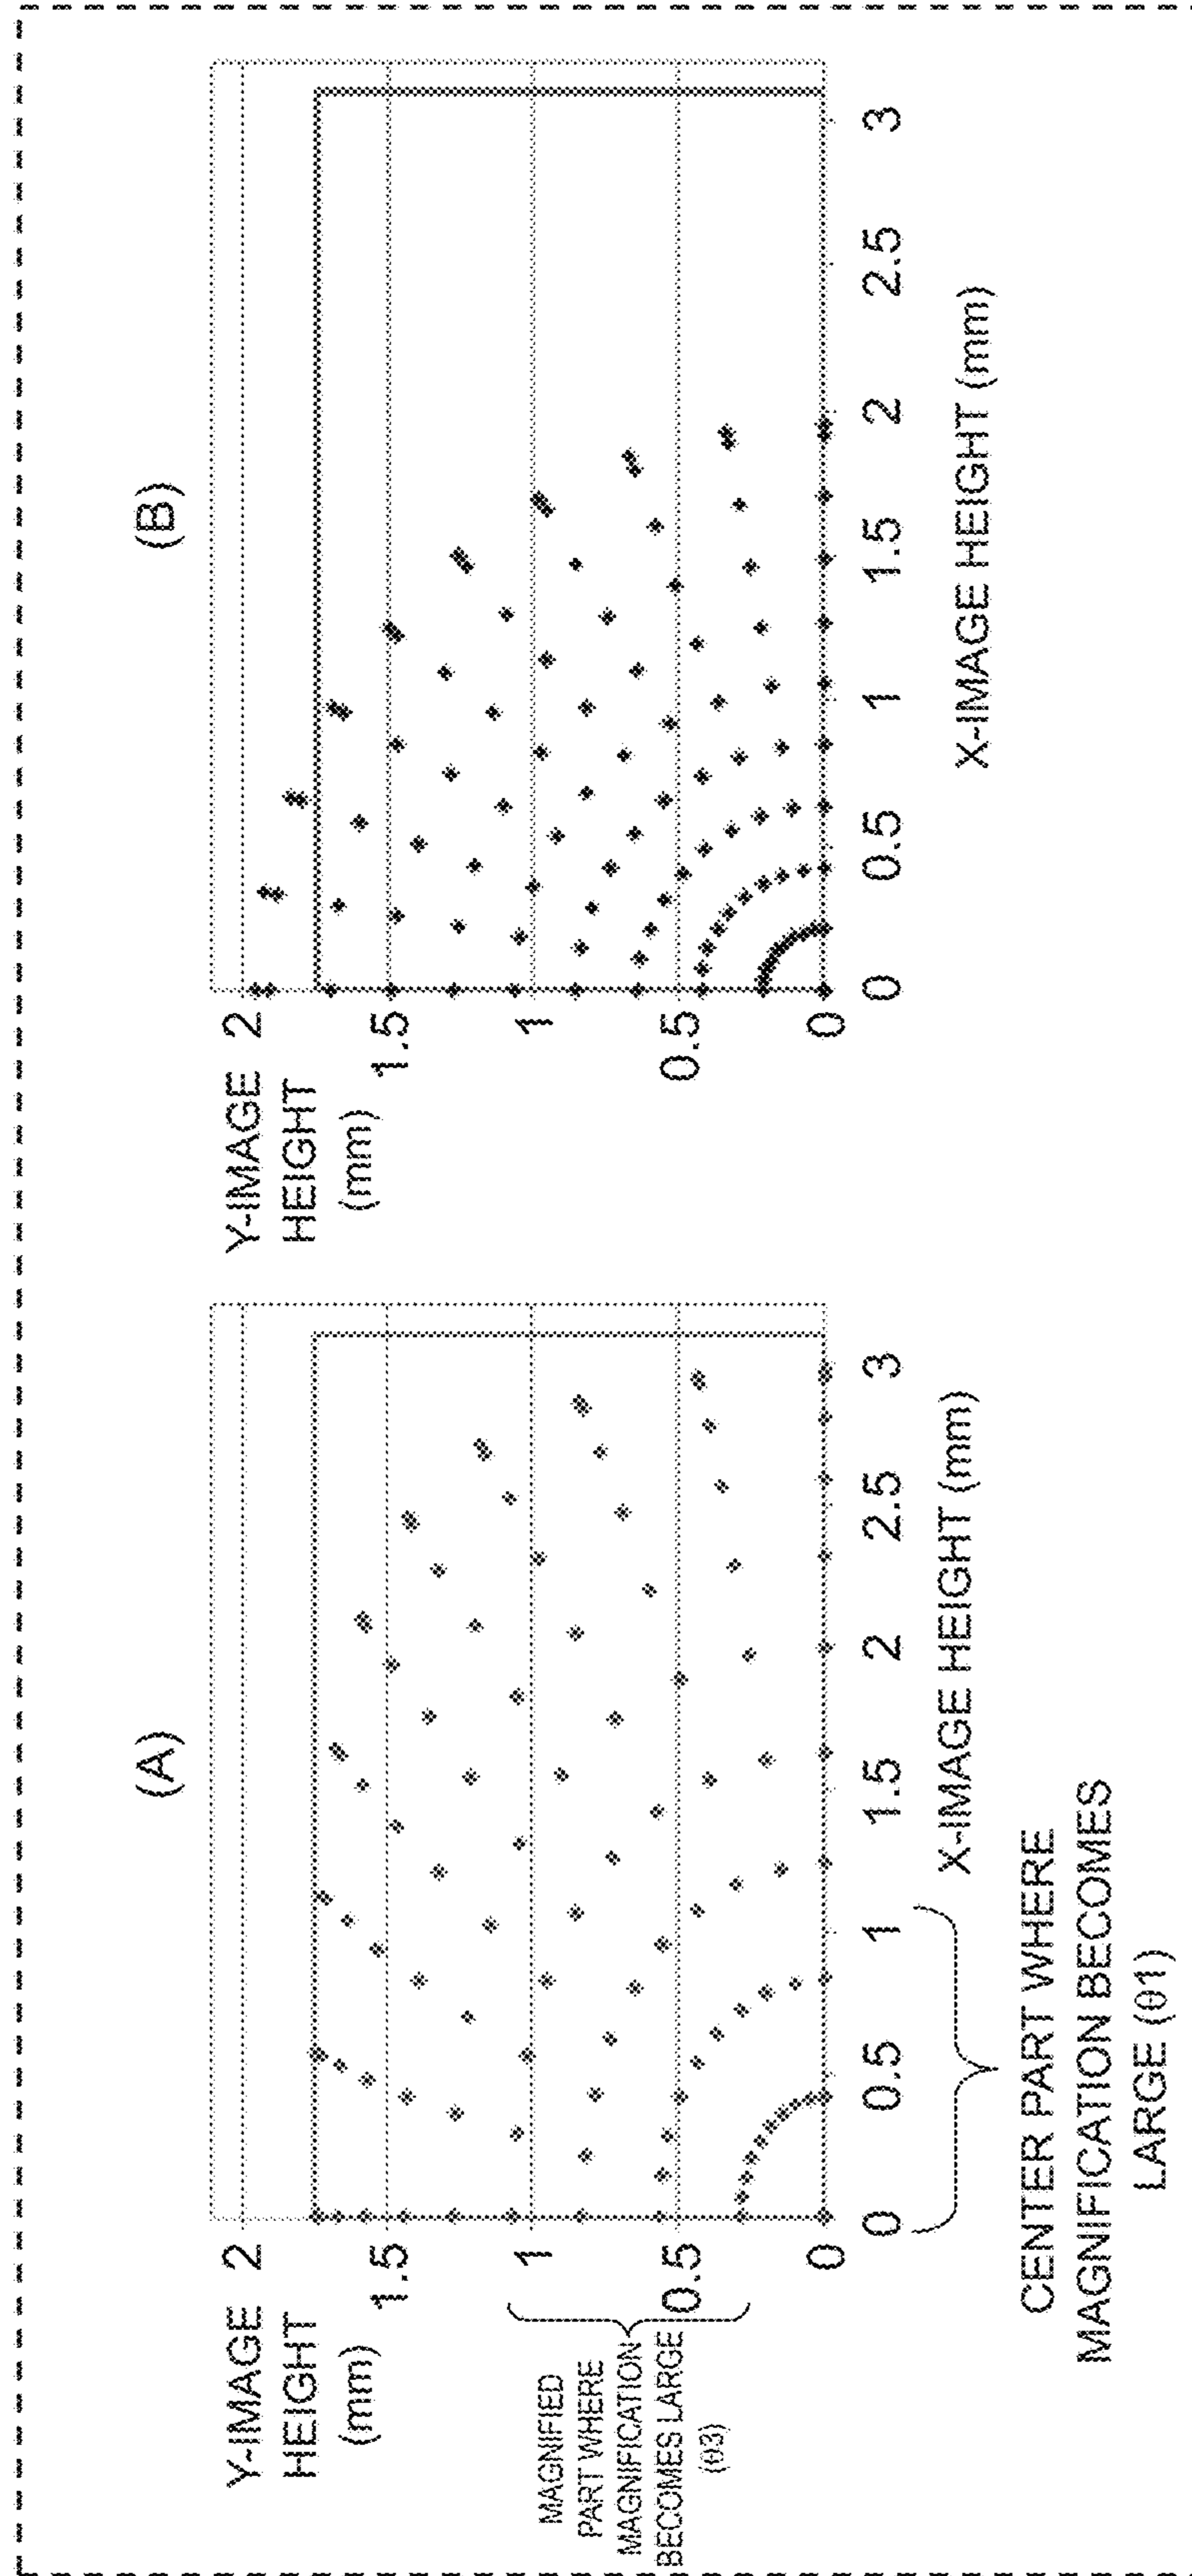 (A)
Y-IMAGE
HEIGHT
(mm)
2
1.5
1
0.5
0
MAGNIFIED
PART WHERE
MAGNIFICATION
BECOMES LARGE
(θ3)
0 0.5 1 1.5 2 2.5 3
X-IMAGE HEIGHT (mm)
CENTER PART WHERE
MAGNIFICATION BECOMES
LARGE (θ1)
(B)
Y-IMAGE
HEIGHT
(mm)
2
1.5
1
0.5
0
0 0.5 1 1.5 2 2.5 3
X-IMAGE HEIGHT (mm)